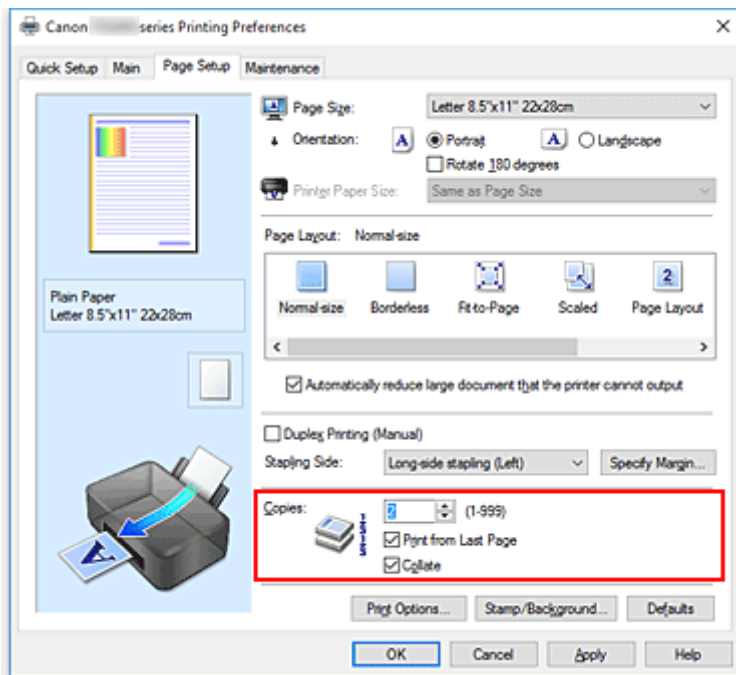 Canon series Printing Preferences
Quick Setup Main Page Setup Maintenance
Page Size: Letter 8.5"x11" 22x28cm
Orientation: A Portrait A Landscape
Rotate 180 degrees
Printer Paper Size: Same as Page Size
Page Layout: Normal-size
2
Normal-size Borderless Fit-to-Page Scaled Page Layout
Automatically reduce large document that the printer cannot output
Plain Paper
Letter 8.5"x11" 22x28cm
Duplex Printing (Manual)
Stapling Side: Long-side stapling (Left) Specify Margin...
Copies: 2 (1-999)
Print from Last Page
Collate
A
Print Options... Stamp/Background... Defaults
OK Cancel Apply Help